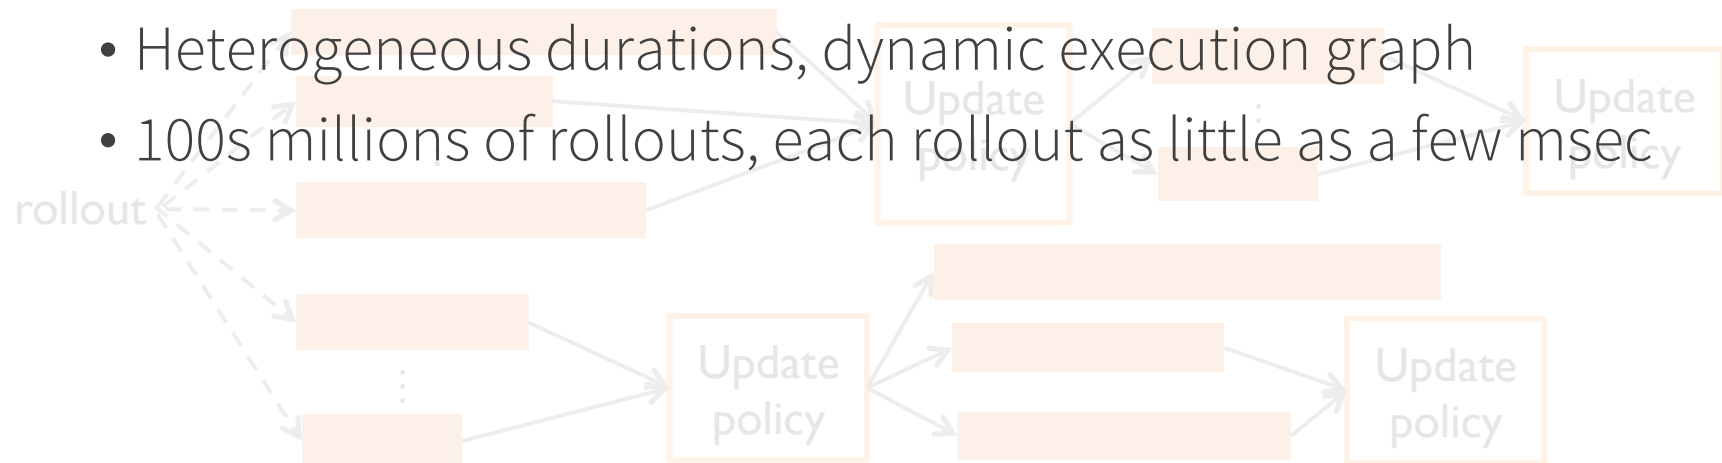 • Heterogeneous durations, dynamic execution graph
• 100s millions of rollouts, each rollout as little as a few msec
rollout
Update
policy
Update
policy
Update
policy
Update
policy